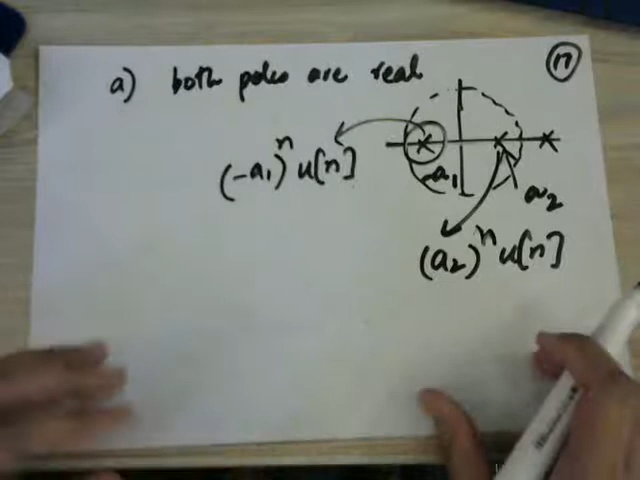 a) both poles are real
17
(-a₁)ⁿ u[n]
-a₁
a₂
(a₂)ⁿ u[n]